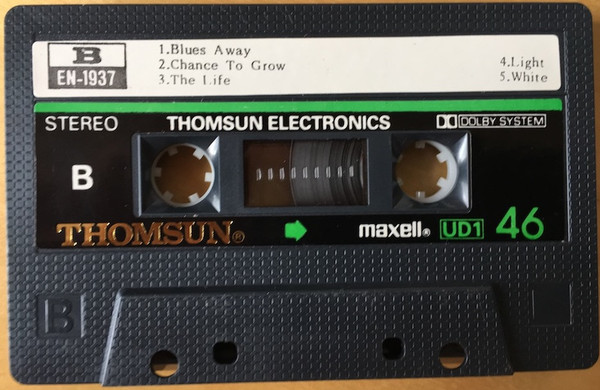 B
EN-1937
1.Blues Away
2.Chance To Grow
3.The Life
4.Light
5.White
STEREO THOMSUN ELECTRONICS DOLBY SYSTEM
B
THOMSUN® maxell® UD1 46
B